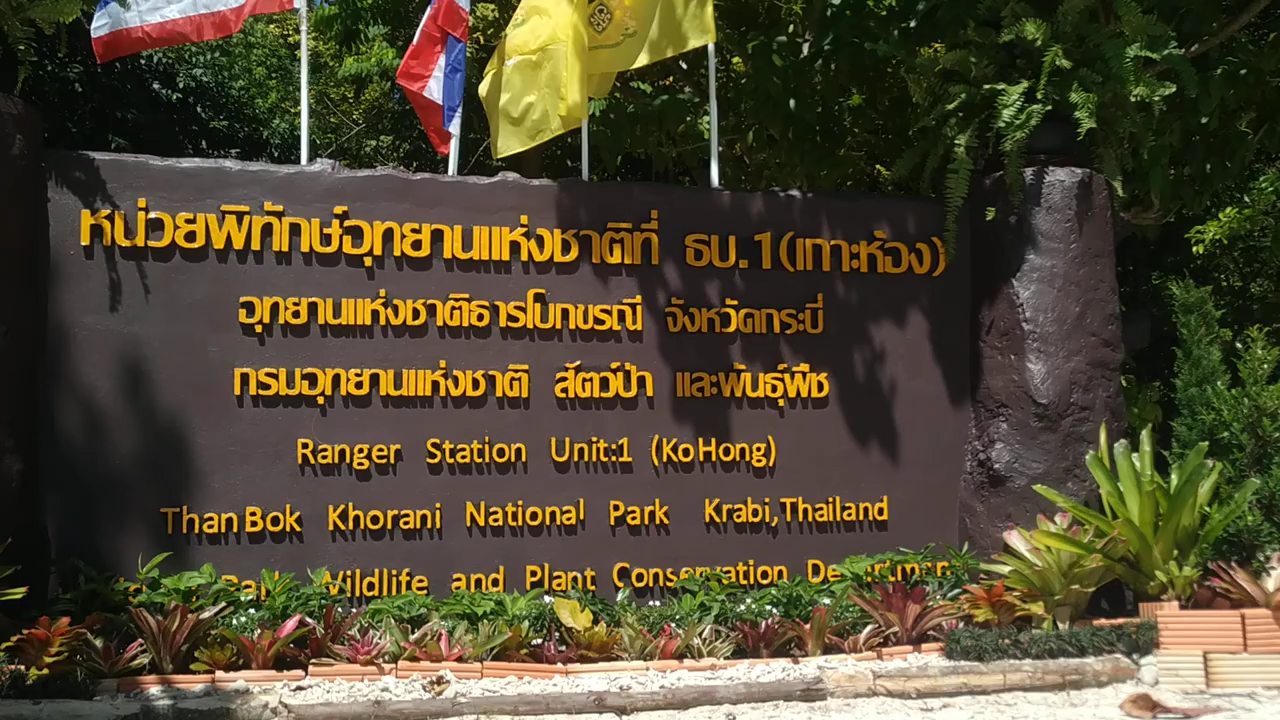 หน่วยพิทักษ์อุทยานแห่งชาติที่ ธบ.1(เกาะห้อง)
อุทยานแห่งชาติธารโบกขรณี จังหวัดกระบี่
กรมอุทยานแห่งชาติ สัตว์ป่า และพันธุ์พืช
Ranger Station Unit:1 (KoHong)
ThanBok Khorani National Park Krabi,Thailand
Wildlife and Plant Conservation Department